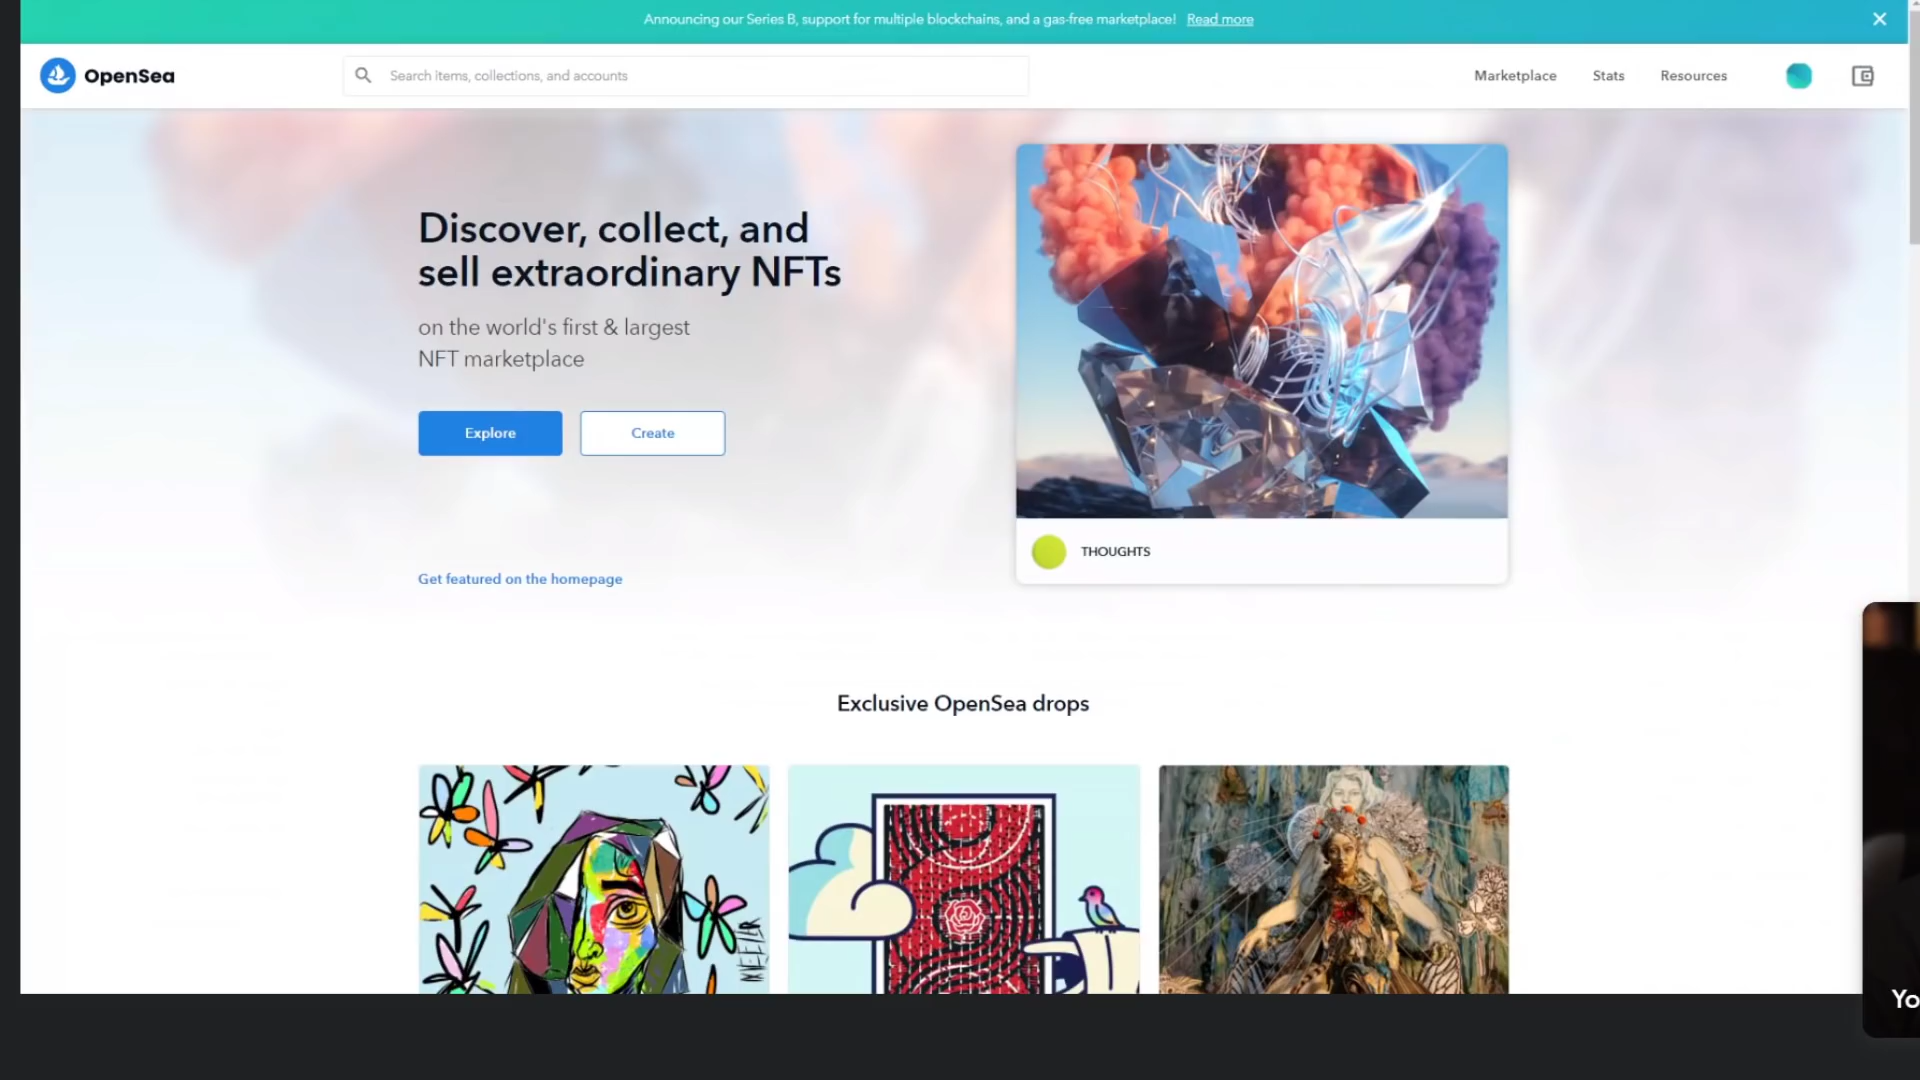 Announcing our Series B, support for multiple blockchains, and a gas-free marketplace! Read more
OpenSea
Search items, collections, and accounts
Marketplace
Stats
Resources
Discover, collect, and
sell extraordinary NFTs
on the world's first & largest
NFT marketplace
Explore
Create
THOUGHTS
Get featured on the homepage
Exclusive OpenSea drops
Yo